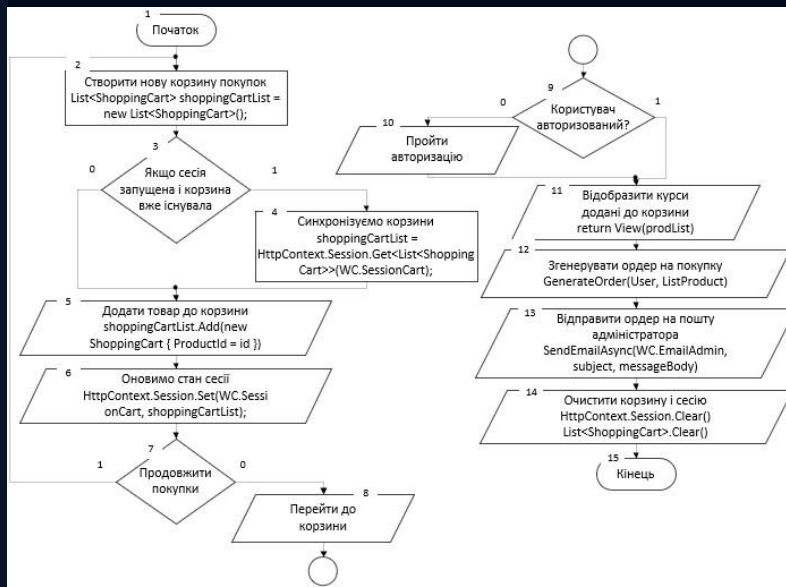 1
Початок
2
Створити нову корзину покупок
List<ShoppingCart> shoppingCartList =
new List<ShoppingCart>();
3
0
1
Якщо сесія
запущена і корзина
вже існувала
4
Синхронізуємо корзини
shoppingCartList =
HttpContext.Session.Get<List<Shopping
Cart>>(WC.SessionCart);
5
Додати товар до корзини
shoppingCartList.Add(new
ShoppingCart { ProductId = id })
6
Оновимо стан сесії
HttpContext.Session.Set(WC.Sessi
onCart, shoppingCartList);
7
1
0
Продовжити
покупки
8
Перейти до
корзини
9
0
1
Користувач
авторизований?
10
Пройти
авторизацію
11
Відобразити курси
додані до корзини
return View(prodList)
12
Згенерувати ордер на покупку
GenerateOrder(User, ListProduct)
13
Відправити ордер на пошту
адміністратора
SendEmailAsync(WC.EmailAdmin,
subject, messageBody)
14
Очистити корзину і сесію
HttpContext.Session.Clear()
List<ShoppingCart>.Clear()
15
Кінець